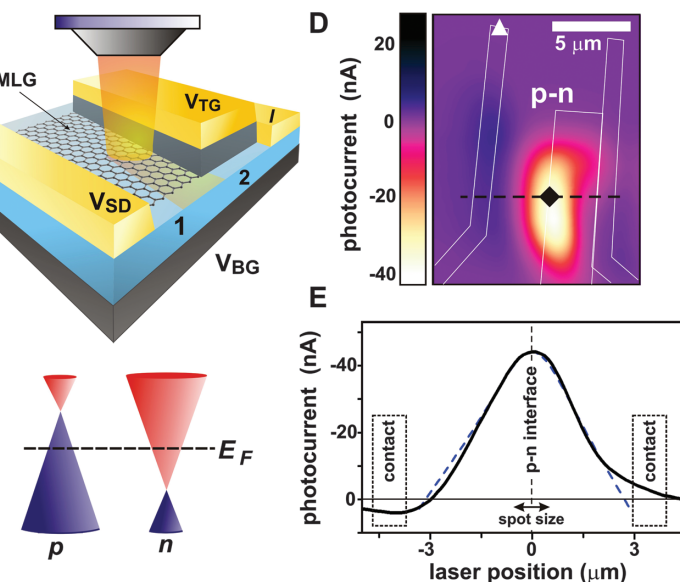 MLG
V_TG
I
V_SD
1
2
V_BG
E_F
p
n
D
photocurrent (nA)
20
0
-20
-40
5 μm
p-n
E
photocurrent (nA)
-40
-20
0
contact
p-n interface
contact
spot size
-3
0
3
laser position (μm)